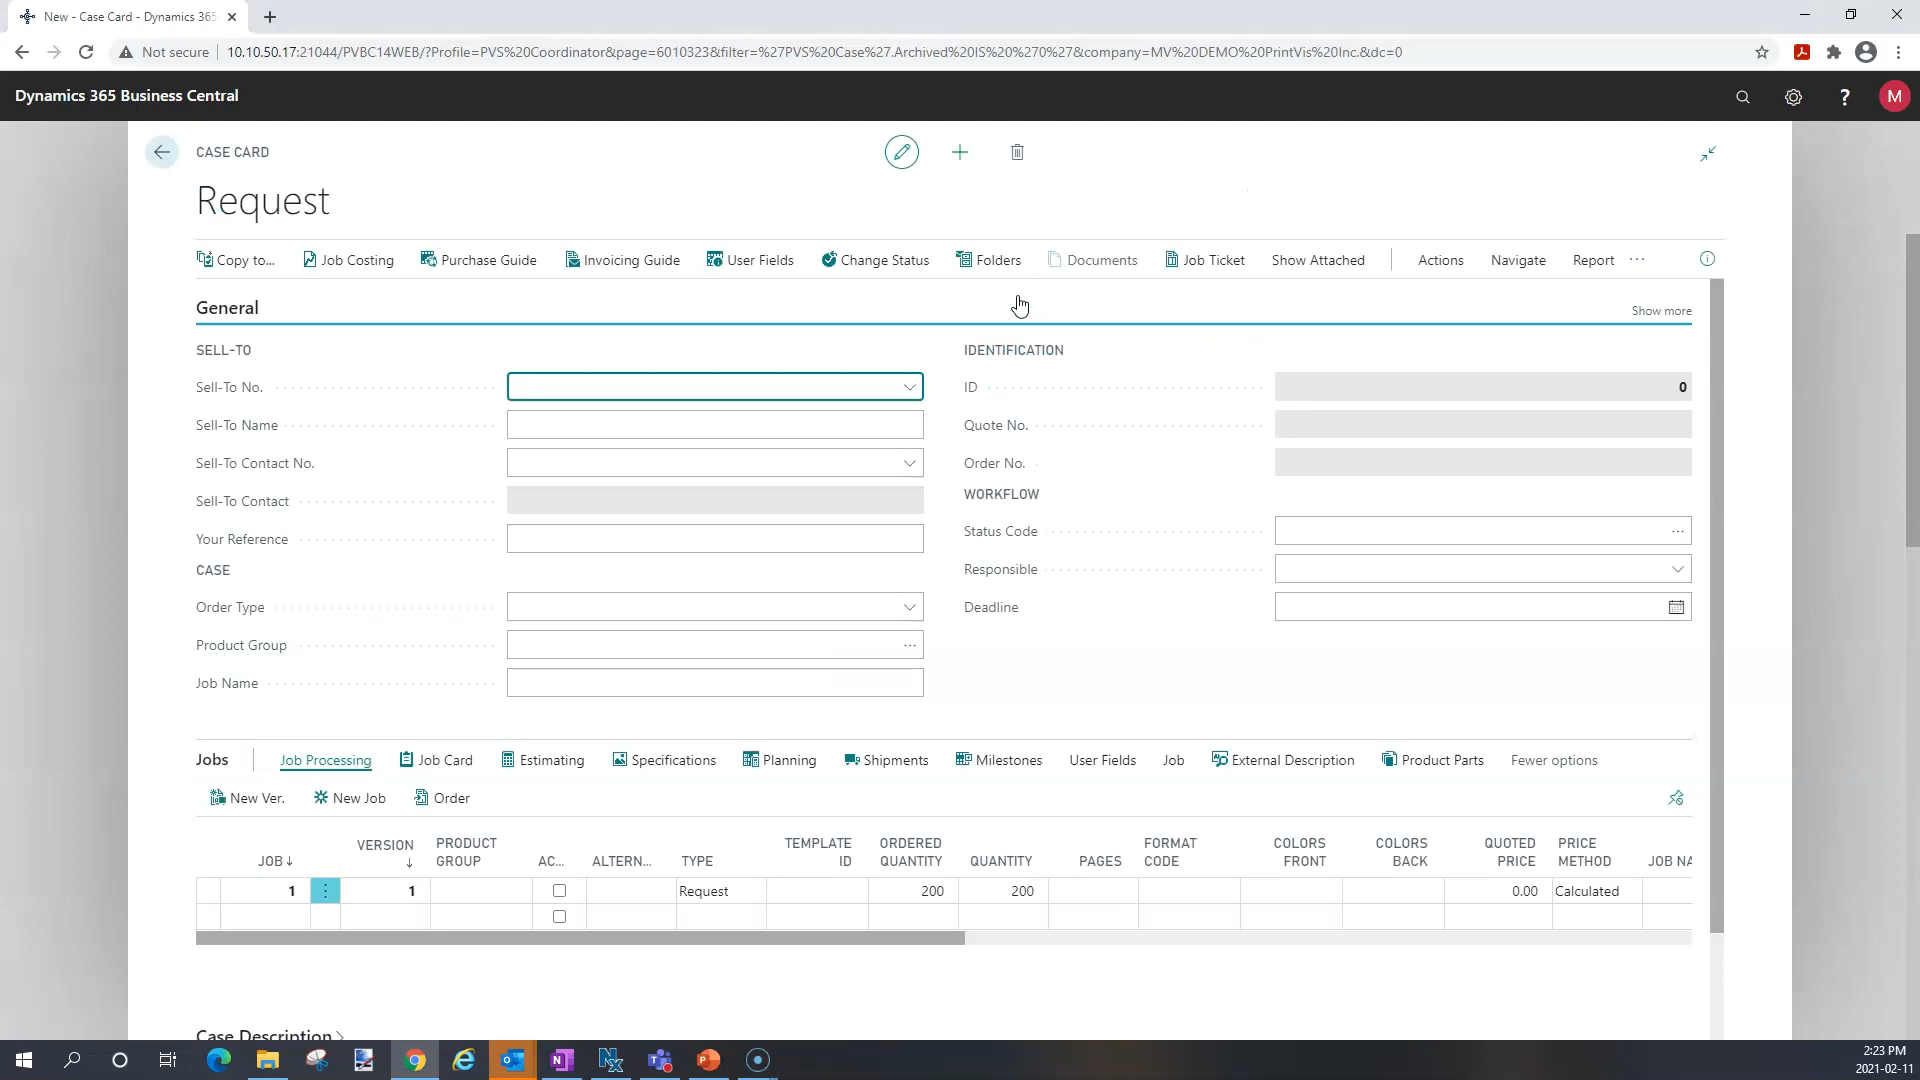 New - Case Card - Dynamics 365
Not secure
10.10.50.17:21044/PVBC14WEB/?Profile=PVS%20Coordinator&page=6010323&filter=%27PVS%20Case%27.Archived%20IS%20%270%27&company=MV%20DEMO%20PrintVis%20Inc.&dc=0
Dynamics 365 Business Central
?
M
CASE CARD
Request
Copy to...
Job Costing
Purchase Guide
Invoicing Guide
User Fields
Change Status
Folders
Documents
Job Ticket
Show Attached
Actions
Navigate
Report
General
Show more
SELL-TO
IDENTIFICATION
Sell-To No.
ID
0
Sell-To Name
Quote No.
Sell-To Contact No.
Order No.
Sell-To Contact
WORKFLOW
Status Code
Your Reference
CASE
Responsible
Order Type
Deadline
Product Group
Job Name
Jobs
Job Processing
Job Card
Estimating
Specifications
Planning
Shipments
Milestones
User Fields
Job
External Description
Product Parts
Fewer options
New Ver.
New Job
Order
JOB↓
VERSION ↓
PRODUCT GROUP
AC...
ALTERN...
TYPE
TEMPLATE ID
ORDERED QUANTITY
QUANTITY
PAGES
FORMAT CODE
COLORS FRONT
COLORS BACK
QUOTED PRICE
PRICE METHOD
JOB NA
1
1
Request
200
200
0.00
Calculated
Case Description
2:23 PM
2021-02-11